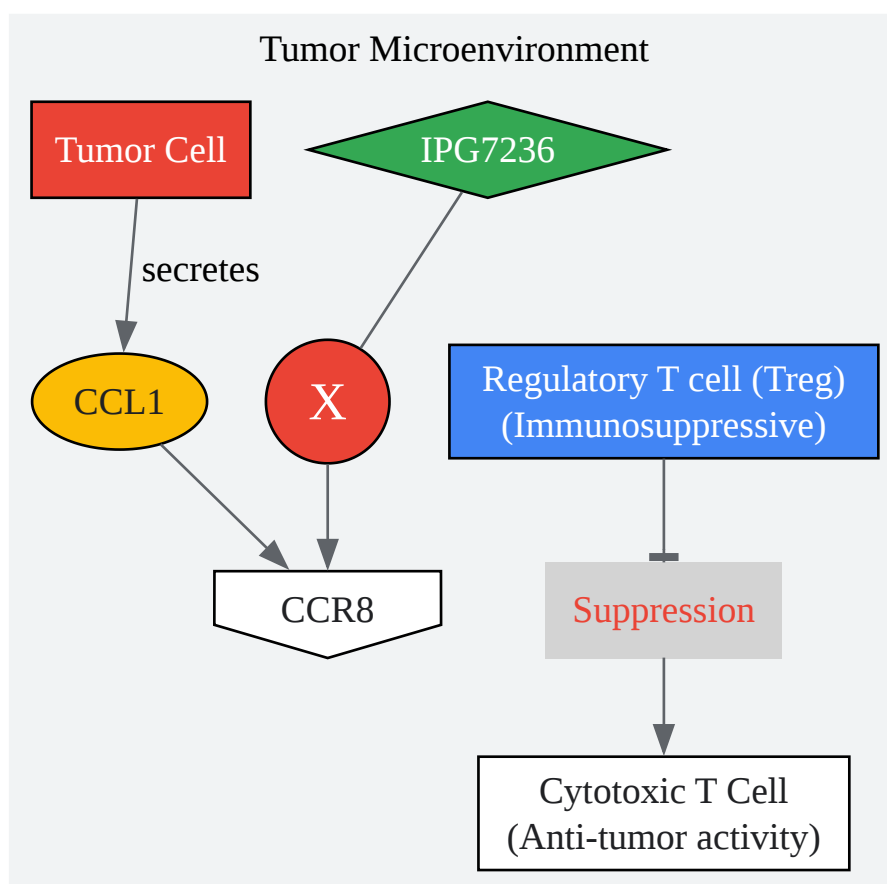 Tumor Microenvironment
Tumor Cell
IPG7236
secretes
CCL1
X
Regulatory T cell (Treg)
(Immunosuppressive)
CCR8
Suppression
Cytotoxic T Cell
(Anti-tumor activity)